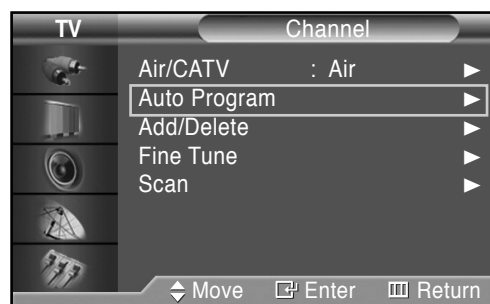 TV Channel
Air/CATV : Air
Auto Program
Add/Delete
Fine Tune
Scan
Move Enter Return